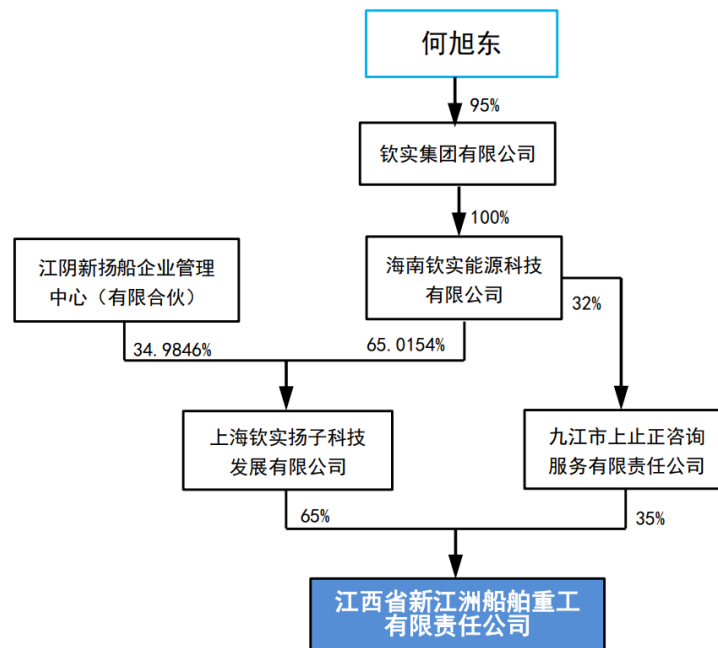 何旭东
95%
钦实集团有限公司
100%
江阴新扬船企业管理
中心（有限合伙）
海南钦实能源科技
有限公司
32%
34.9846%
65.0154%
上海钦实扬子科技
发展有限公司
九江市上止正咨询
服务有限责任公司
65%
35%
江西省新江洲船舶重工
有限责任公司